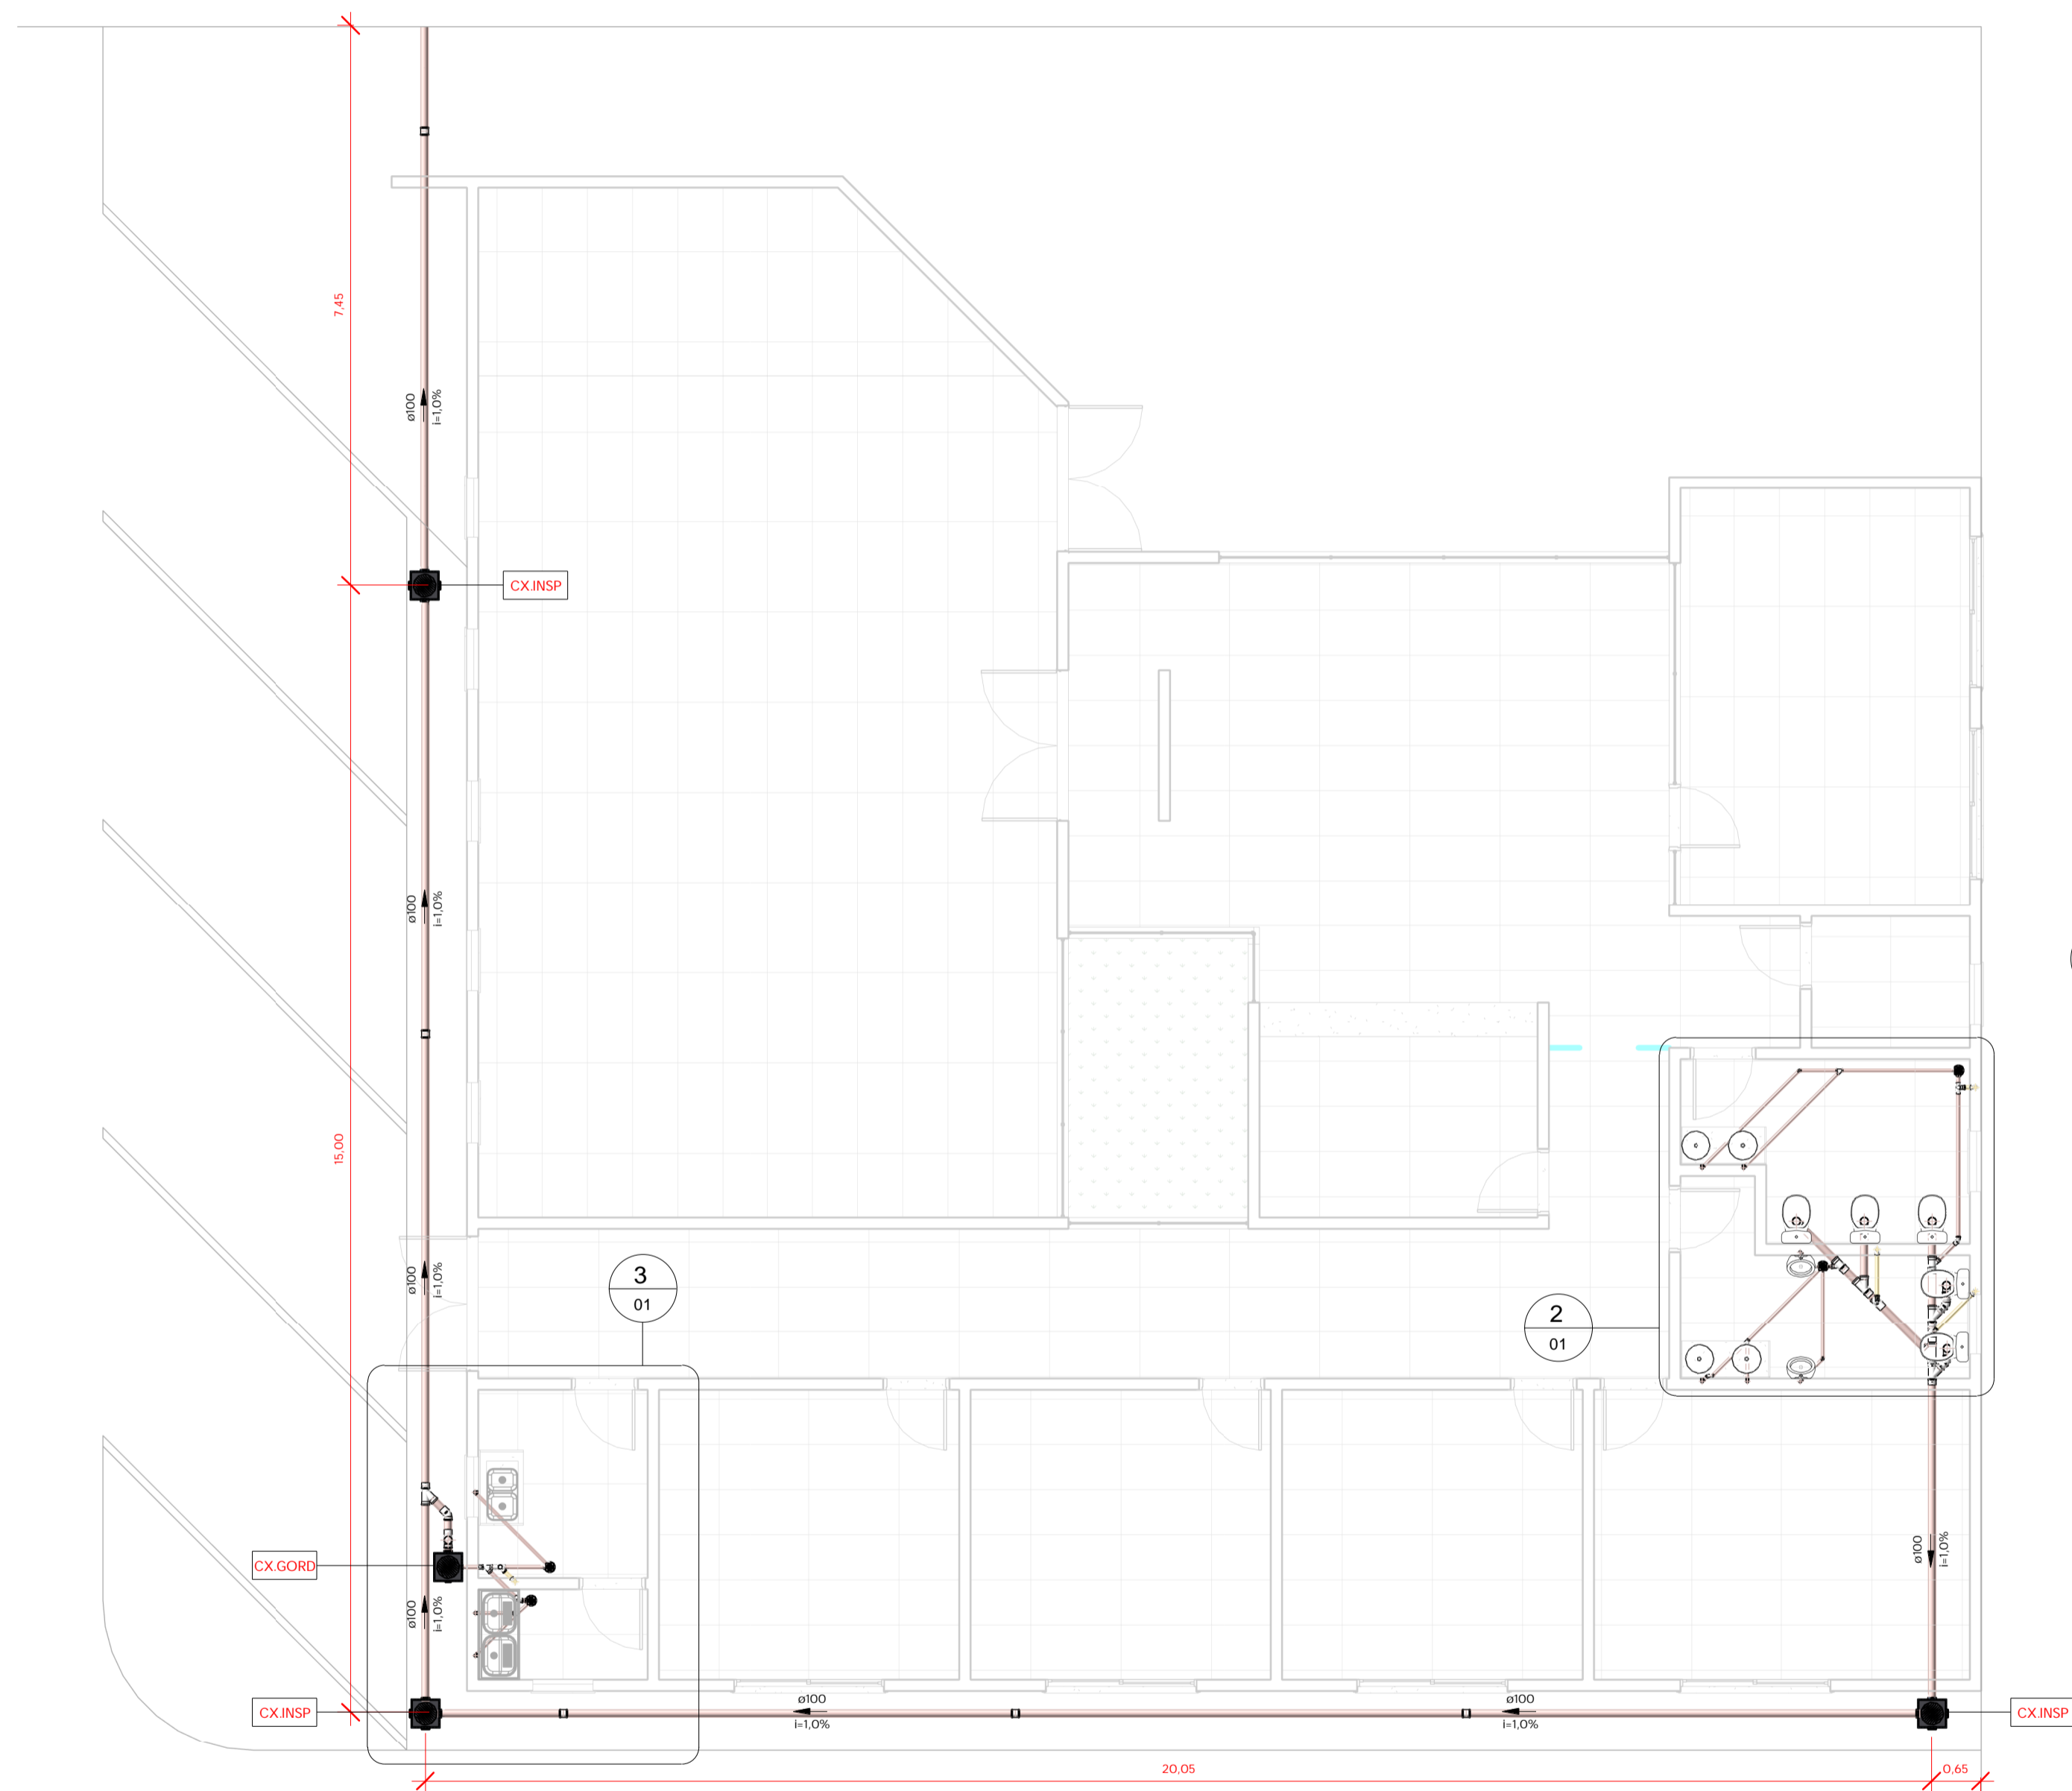 7,45
ø100
i=1,0%
CX.INSP
ø100
i=1,0%
15,00
ø100
i=1,0%
3
01
2
01
CX.GORD
ø100
i=1,0%
ø100
i=1,0%
CX.INSP
ø100
i=1,0%
ø100
i=1,0%
CX.INSP
20,05
0,65